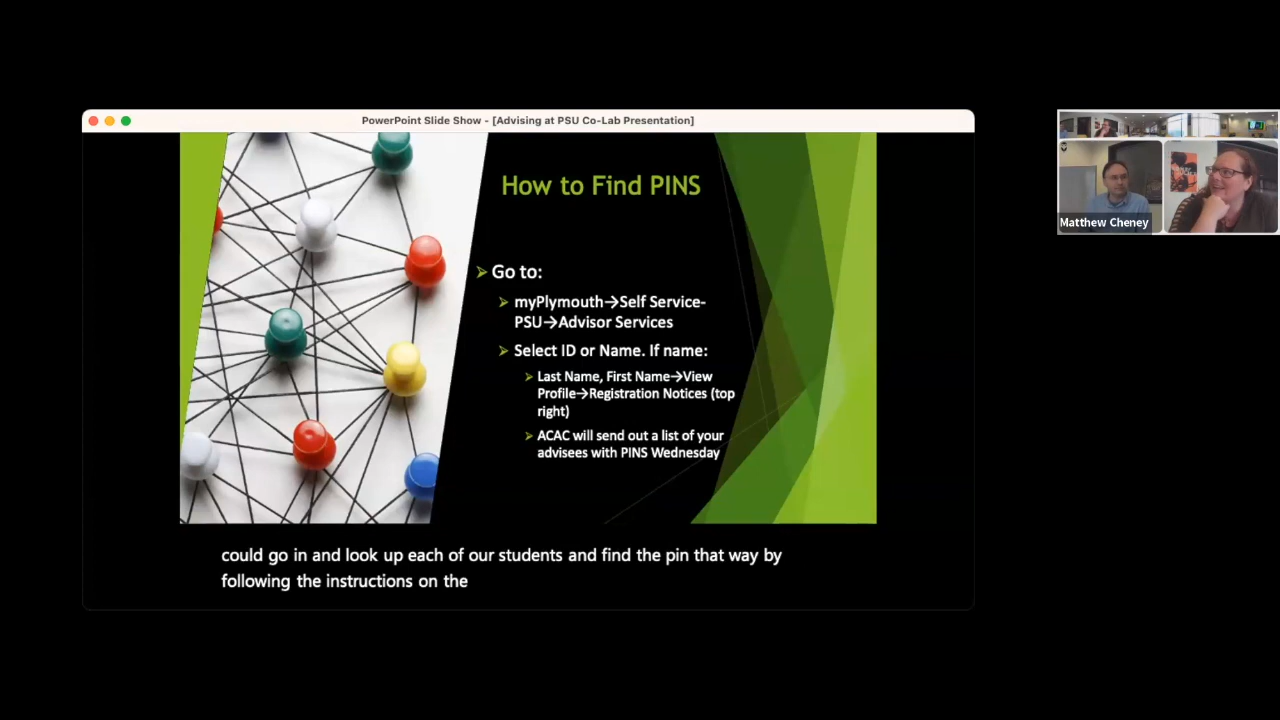 PowerPoint Slide Show - [Advising at PSU Co-Lab Presentation]
How to Find PINS
Go to:
myPlymouth→Self Service-
PSU→Advisor Services
Select ID or Name. If name:
Last Name, First Name→View
Profile→Registration Notices (top
right)
ACAC will send out a list of your
advisees with PINS Wednesday
could go in and look up each of our students and find the pin that way by
following the instructions on the
Matthew Cheney